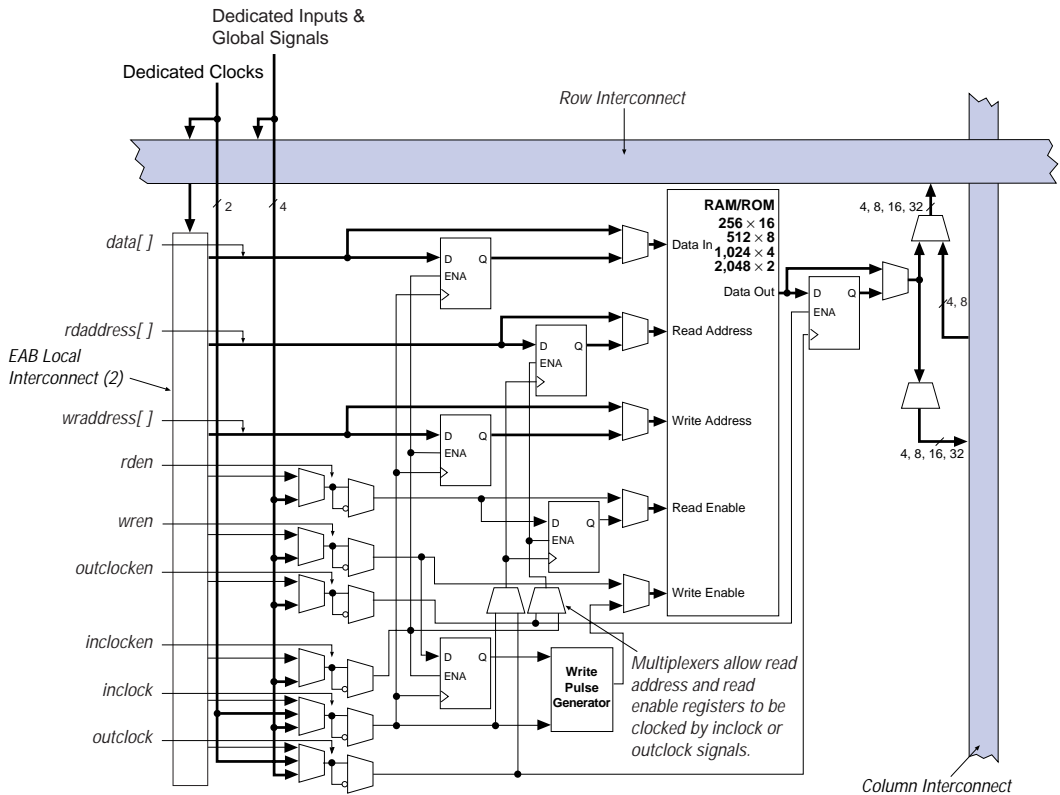 Dedicated Inputs &
Global Signals
Dedicated Clocks
Row Interconnect
2
4
4, 8, 16, 32
RAM/ROM
256 × 16
512 × 8
1,024 × 4
2,048 × 2
data[ ]
D
Q
ENA
Data In
Data Out
D
Q
ENA
4, 8
rdaddress[ ]
D
Q
ENA
Read Address
EAB Local
Interconnect (2)
wraddress[ ]
D
Q
ENA
Write Address
4, 8, 16, 32
rden
D
Q
ENA
Read Enable
wren
outclocken
Write Enable
inclocken
D
Q
ENA
Write
Pulse
Generator
Multiplexers allow read
address and read
enable registers to be
clocked by inclock or
outclock signals.
inclock
outclock
Column Interconnect